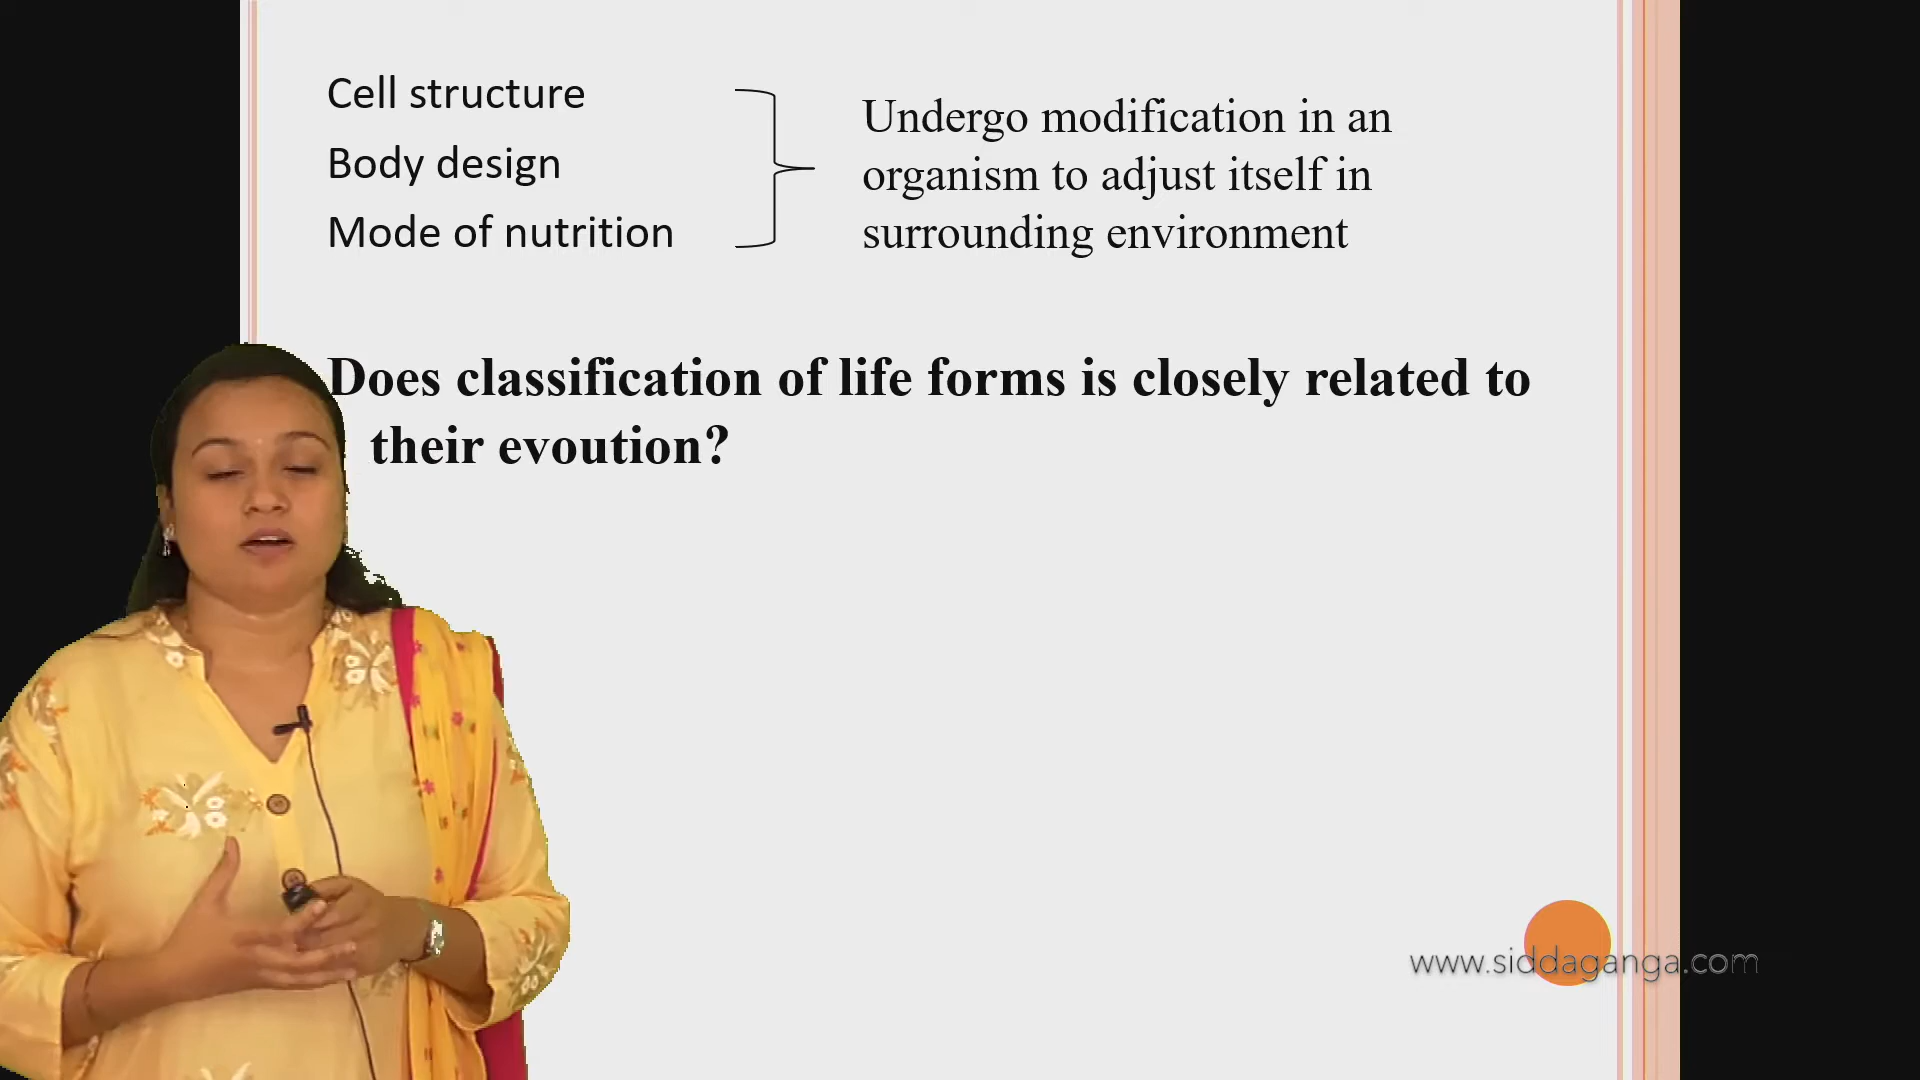 Cell structure
Body design
Mode of nutrition
Undergo modification in an
organism to adjust itself in
surrounding environment
Does classification of life forms is closely related to
their evoution?
www.siddaganga.com